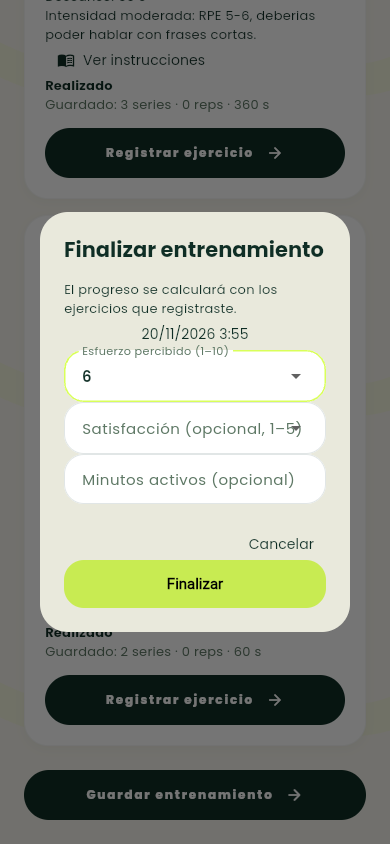 Intensidad moderada: RPE 5-6, deberias
poder hablar con frases cortas.
Ver instrucciones
Realizado
Guardado: 3 series · 0 reps · 360 s
Registrar ejercicio
Finalizar entrenamiento
El progreso se calculará con los
ejercicios que registraste.
20/11/2026 3:55
Esfuerzo percibido (1–10)
6
Satisfacción (opcional, 1–5)
Minutos activos (opcional)
Cancelar
Finalizar
Realizado
Guardado: 2 series · 0 reps · 60 s
Registrar ejercicio
Guardar entrenamiento